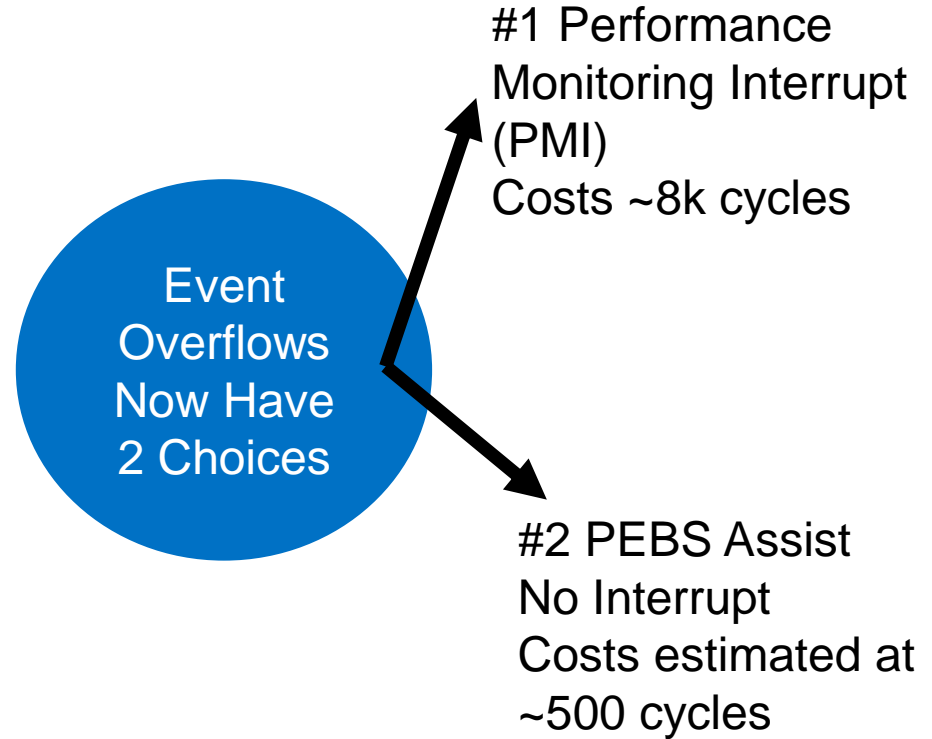 #1 Performance
Monitoring Interrupt
(PMI)
Costs ~8k cycles
Event
Overflows
Now Have
2 Choices
#2 PEBS Assist
No Interrupt
Costs estimated at
~500 cycles